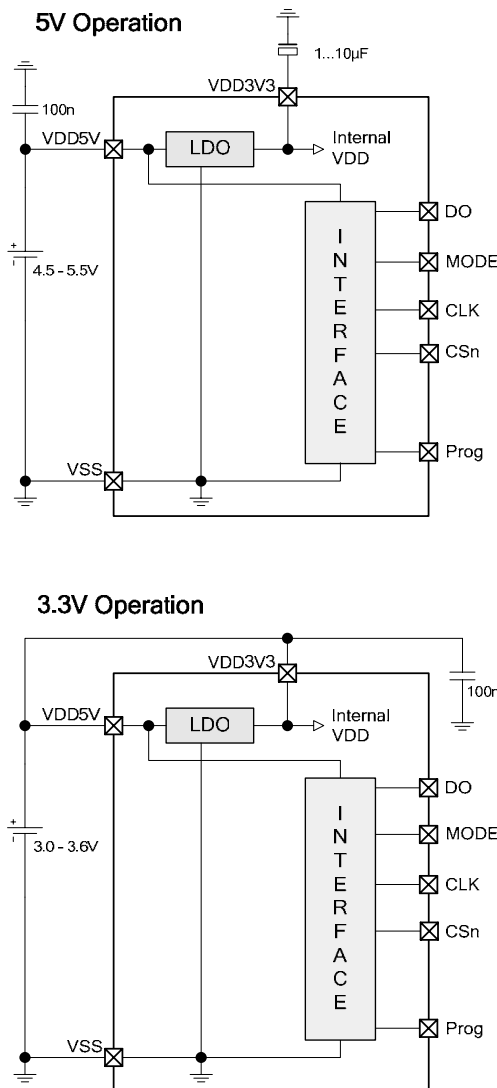 5V Operation
1...10µF
VDD3V3
100n
VDD5V
LDO
Internal
VDD
DO
INTERFACE
MODE
4.5 - 5.5V
CLK
CSn
Prog
VSS
3.3V Operation
VDD3V3
100n
VDD5V
LDO
Internal
VDD
DO
INTERFACE
MODE
3.0 - 3.6V
CLK
CSn
Prog
VSS